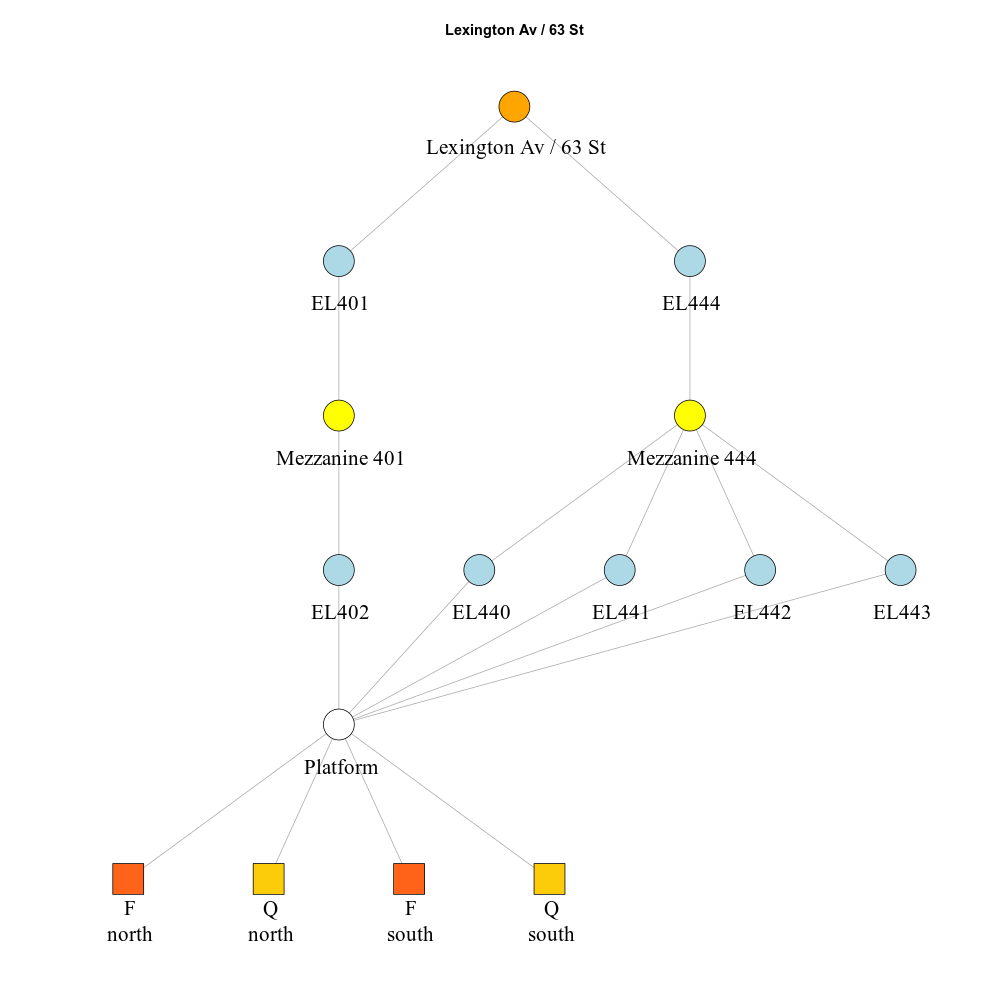 Lexington Av / 63 St
Lexington Av / 63 St
EL401
EL444
Mezzanine 401
Mezzanine 444
EL402
EL440
EL441
EL442
EL443
Platform
F
north
Q
north
F
south
Q
south